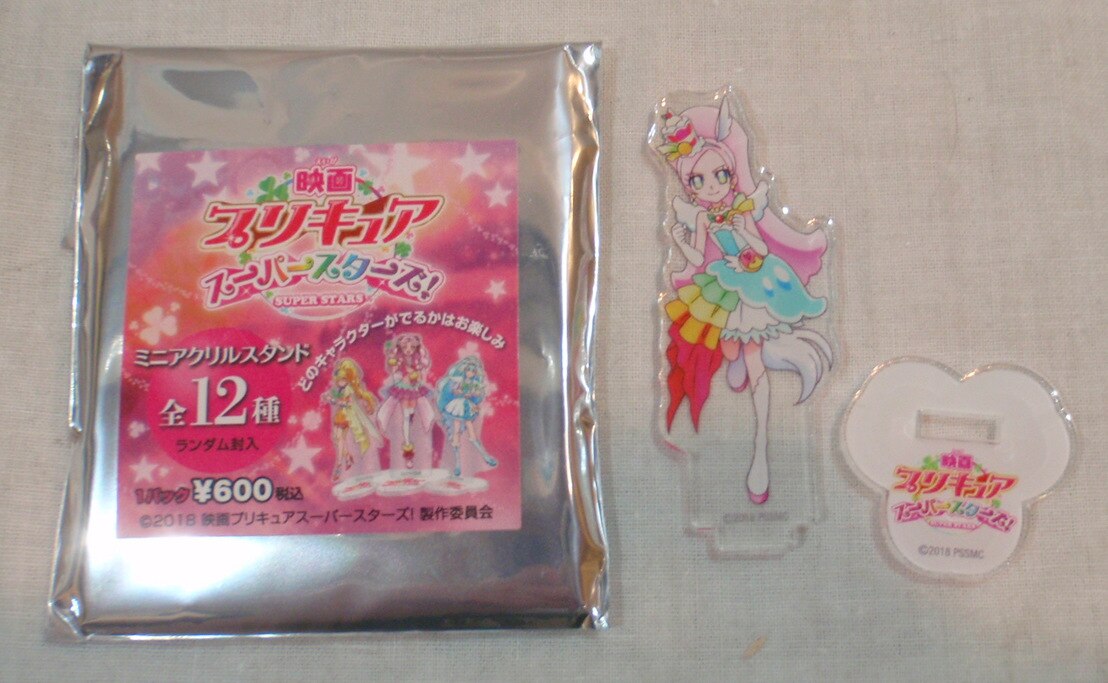 映画
プリキュア
スーパースターズ!
SUPER STARS
ミニアクリルスタンド
どのキャラクターがでるかはお楽しみ
全12種
ランダム封入
1パック ¥600税込
©2018 映画プリキュアスーパースターズ! 製作委員会
©2018 PSSMC
映画
プリキュア
スーパースターズ!
SUPER STARS
©2018 PSSMC